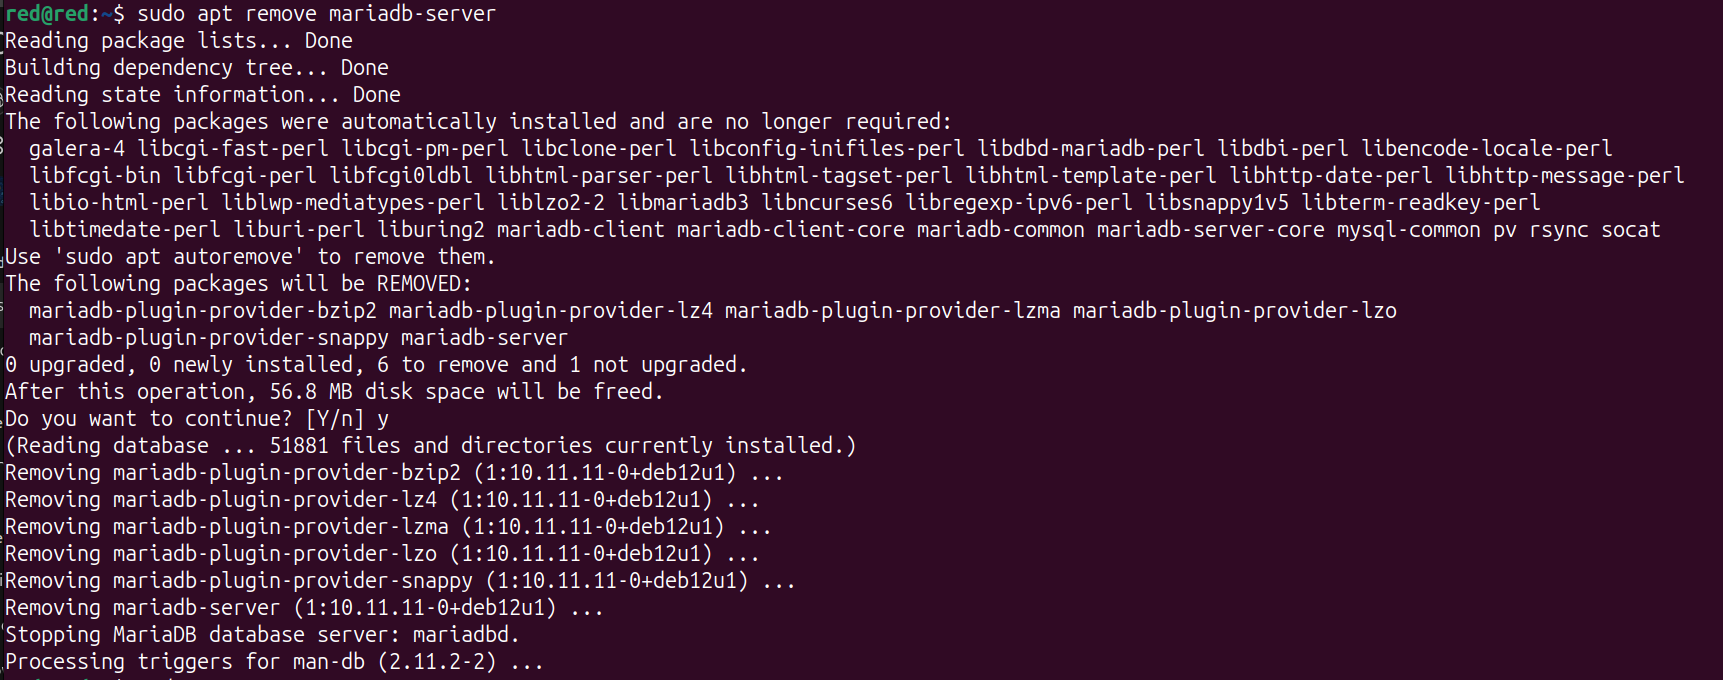 red@red:~$ sudo apt remove mariadb-server
Reading package lists... Done
Building dependency tree... Done
Reading state information... Done
The following packages were automatically installed and are no longer required:
  galera-4 libcgi-fast-perl libcgi-pm-perl libclone-perl libconfig-inifiles-perl libdbd-mariadb-perl libdbi-perl libencode-locale-perl
  libfcgi-bin libfcgi-perl libfcgi0ldbl libhtml-parser-perl libhtml-tagset-perl libhtml-template-perl libhttp-date-perl libhttp-message-perl
  libio-html-perl liblwp-mediatypes-perl liblzo2-2 libmariadb3 libncurses6 libregexp-ipv6-perl libsnappy1v5 libterm-readkey-perl
  libtimedate-perl liburi-perl liburing2 mariadb-client mariadb-client-core mariadb-common mariadb-server-core mysql-common pv rsync socat
Use 'sudo apt autoremove' to remove them.
The following packages will be REMOVED:
  mariadb-plugin-provider-bzip2 mariadb-plugin-provider-lz4 mariadb-plugin-provider-lzma mariadb-plugin-provider-lzo
  mariadb-plugin-provider-snappy mariadb-server
0 upgraded, 0 newly installed, 6 to remove and 1 not upgraded.
After this operation, 56.8 MB disk space will be freed.
Do you want to continue? [Y/n] y
(Reading database ... 51881 files and directories currently installed.)
Removing mariadb-plugin-provider-bzip2 (1:10.11.11-0+deb12u1) ...
Removing mariadb-plugin-provider-lz4 (1:10.11.11-0+deb12u1) ...
Removing mariadb-plugin-provider-lzma (1:10.11.11-0+deb12u1) ...
Removing mariadb-plugin-provider-lzo (1:10.11.11-0+deb12u1) ...
Removing mariadb-plugin-provider-snappy (1:10.11.11-0+deb12u1) ...
Removing mariadb-server (1:10.11.11-0+deb12u1) ...
Stopping MariaDB database server: mariadbd.
Processing triggers for man-db (2.11.2-2) ...